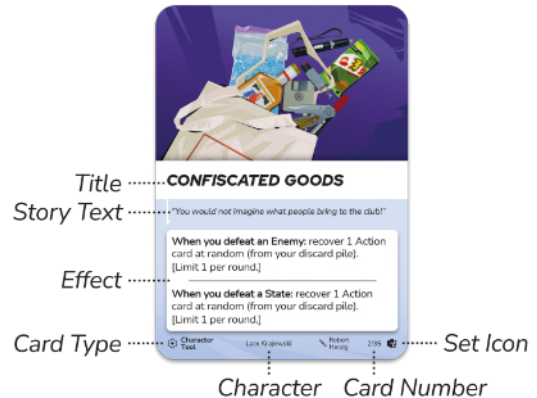 Title
CONFISCATED GOODS
Story Text
"You would not imagine what people bring to the club!"
Effect
When you defeat an Enemy: recover 1 Action
card at random (from your discard pile).
[Limit 1 per round.]
When you defeat a State: recover 1 Action
card at random (from your discard pile).
[Limit 1 per round.]
Card Type
Character
Tool
Lars Krajewski
Robert
Herzig
2/95
Set Icon
Character
Card Number